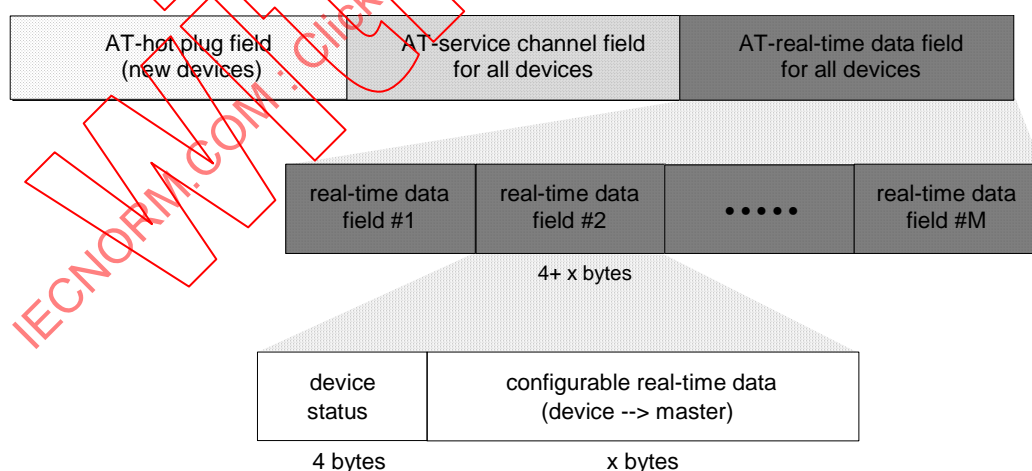 AT-hot plug field
(new devices)
AT-service channel field
for all devices
AT-real-time data field
for all devices
real-time data
field #1
real-time data
field #2
•••••
real-time data
field #M
4+ x bytes
device
status
configurable real-time data
(device --> master)
4 bytes
x bytes
IECNORM.COM : Click